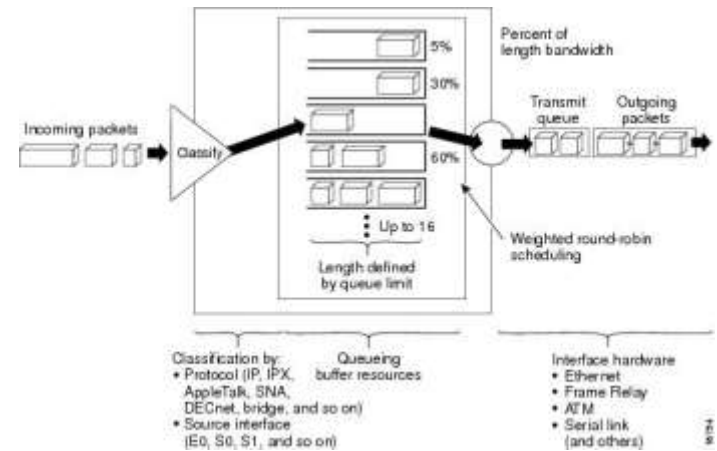 Percent of
length bandwidth
5%
30%
60%
Incoming packets
Classify
Transmit
queue
Outgoing
packets
Up to 16
Length defined
by queue limit
Weighted round-robin
scheduling
Classification by:
• Protocol (IP, IPX,
AppleTalk, SNA,
DECnet, bridge, and so on)
• Source interface
(E0, S0, S1, and so on)
Queueing
buffer resources
Interface hardware
• Ethernet
• Frame Relay
• ATM
• Serial link
(and others)